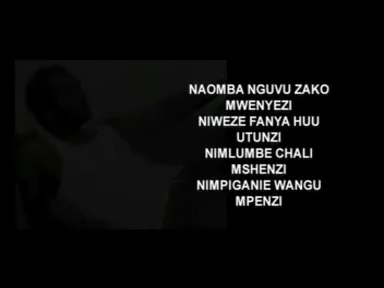 NAOMBA NGUVU ZAKO
MWENYEZI
NIWEZE FANYA HUU
UTUNZI
NIMLUMBE CHALI
MSHENZI
NIMPIGANIE WANGU
MPENZI